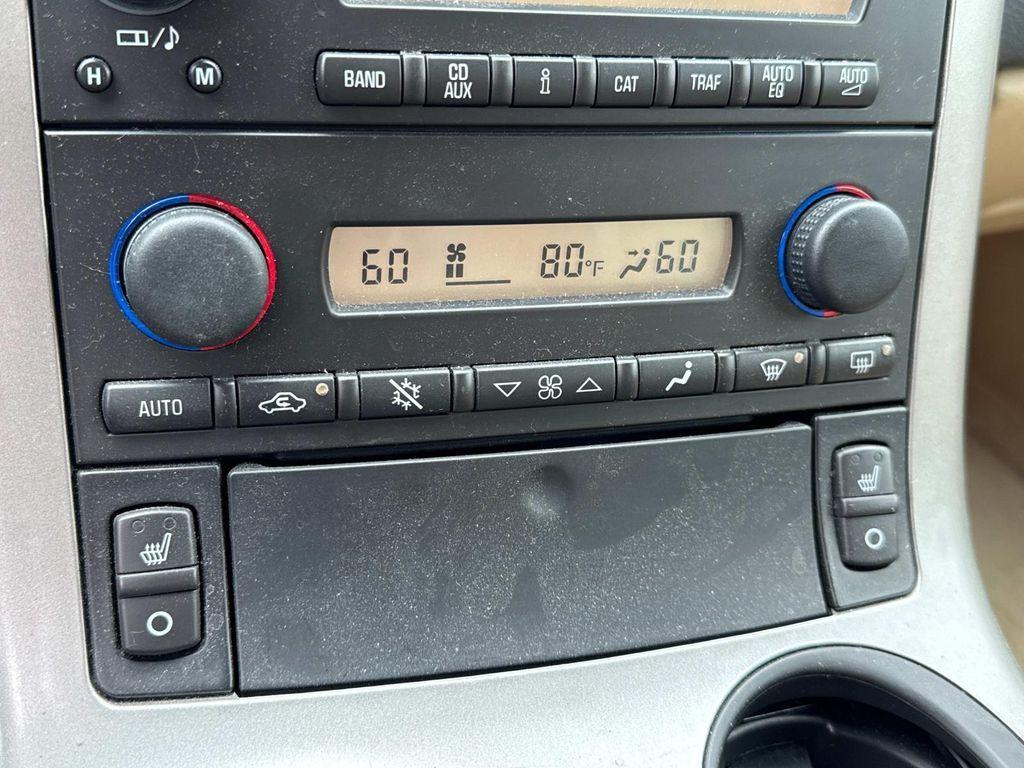 H M
BAND CD AUX i CAT TRAF AUTO EQ AUTO
60 80°F 60
AUTO